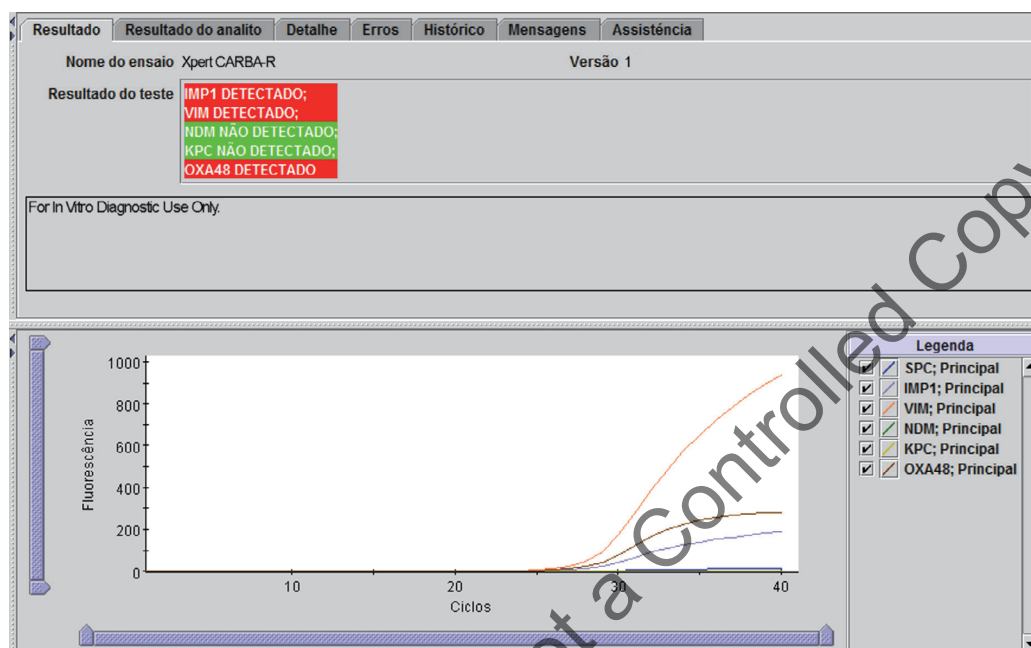 Resultado Resultado do analito Detalhe Erros Histórico Mensagens Assisténcia
Nome do ensaio Xpert CARBA-R Versão 1
Resultado do teste IMP1 DETECTADO;
VIM DETECTADO;
NDM NÃO DETECTADO;
KPC NÃO DETECTADO;
OXA48 DETECTADO
For In Vitro Diagnostic Use Only.
Legenda
SPC; Principal
IMP1; Principal
VIM; Principal
NDM; Principal
KPC; Principal
OXA48; Principal
Fluorescência
1000
800
600
400
200
0
10 20 30 40
Ciclos
ot a Controlled Copy